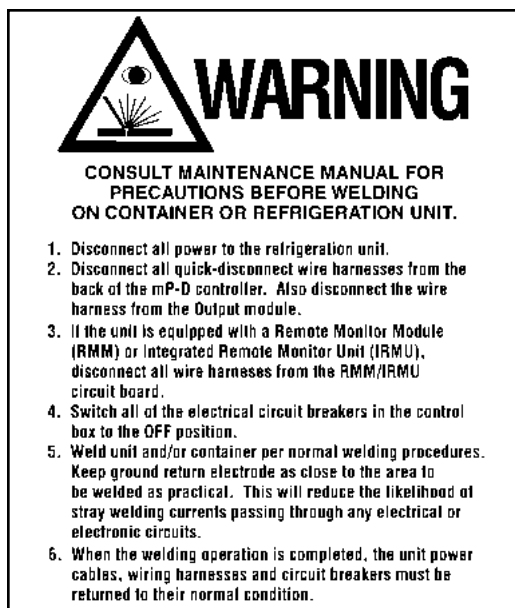 WARNING
CONSULT MAINTENANCE MANUAL FOR
PRECAUTIONS BEFORE WELDING
ON CONTAINER OR REFRIGERATION UNIT.
1. Disconnect all power to the refrigeration unit.
2. Disconnect all quick-disconnect wire harnesses from the
back of the mP-D controller. Also disconnect the wire
harness from the Output module.
3. If the unit is equipped with a Remote Monitor Module
(RMM) or Integrated Remote Monitor Unit (IRMU),
disconnect all wire harneses from the RMM/IRMU
circuit board.
4. Switch all of the electrical circuit breakers in the control
box to the OFF position.
5. Weld unit and/or container per normal welding procedures.
Keep ground return electrode as close to the area to
be welded as practical. This will reduce the likelihood of
stray welding currents passing through any electrical or
electronic circuits.
6. When the welding operation is completed, the unit power
cables, wiring harnesses and circuit breakers must be
returned to their normal condition.